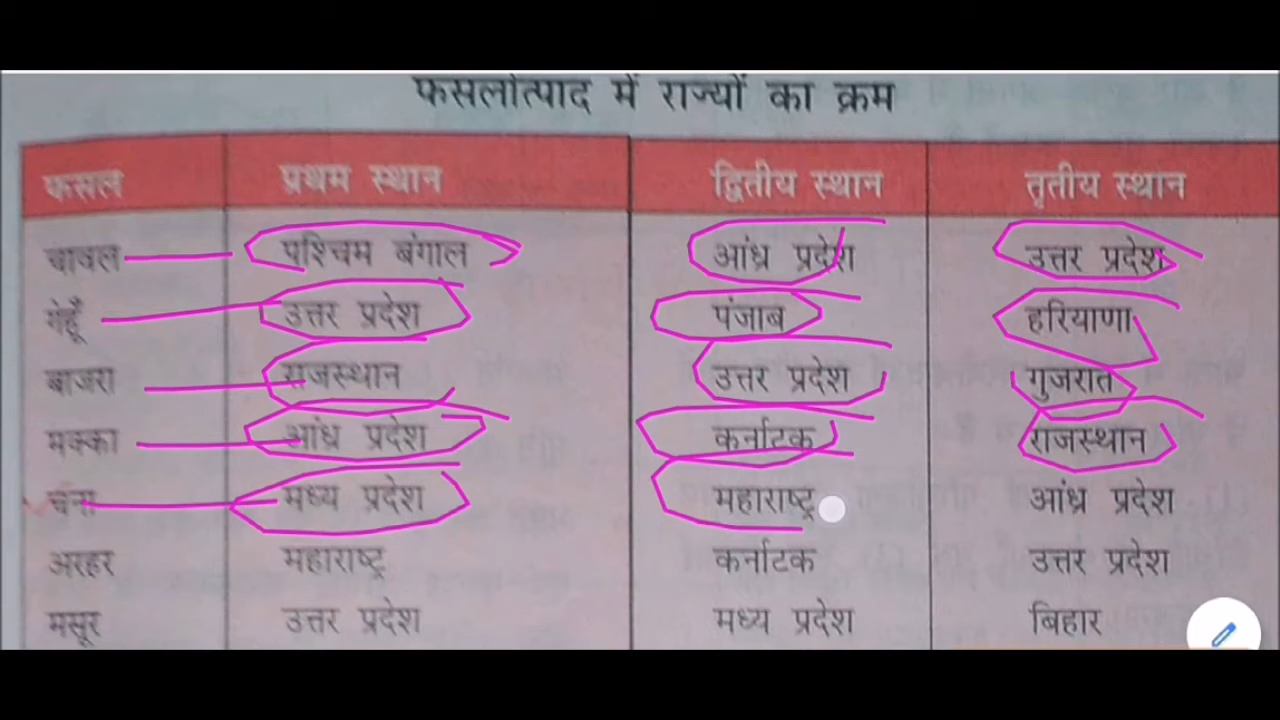 फसलोत्पाद में राज्यों का क्रम
फसल प्रथम स्थान द्वितीय स्थान तृतीय स्थान
चावल पश्चिम बंगाल आंध्र प्रदेश उत्तर प्रदेश
गेहूँ उत्तर प्रदेश पंजाब हरियाणा
बाजरा राजस्थान उत्तर प्रदेश गुजरात
मक्का आंध्र प्रदेश कर्नाटक राजस्थान
चना मध्य प्रदेश महाराष्ट्र आंध्र प्रदेश
अरहर महाराष्ट्र कर्नाटक उत्तर प्रदेश
मसूर उत्तर प्रदेश मध्य प्रदेश बिहार